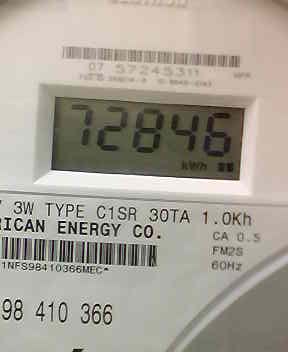 07 57245311
72846
kWh
3W TYPE C1SR 30TA 1.0Kh
RICAN ENERGY CO.
CA 0.5
FM2S
60Hz
1NFS98410366MEC*
98 410 366